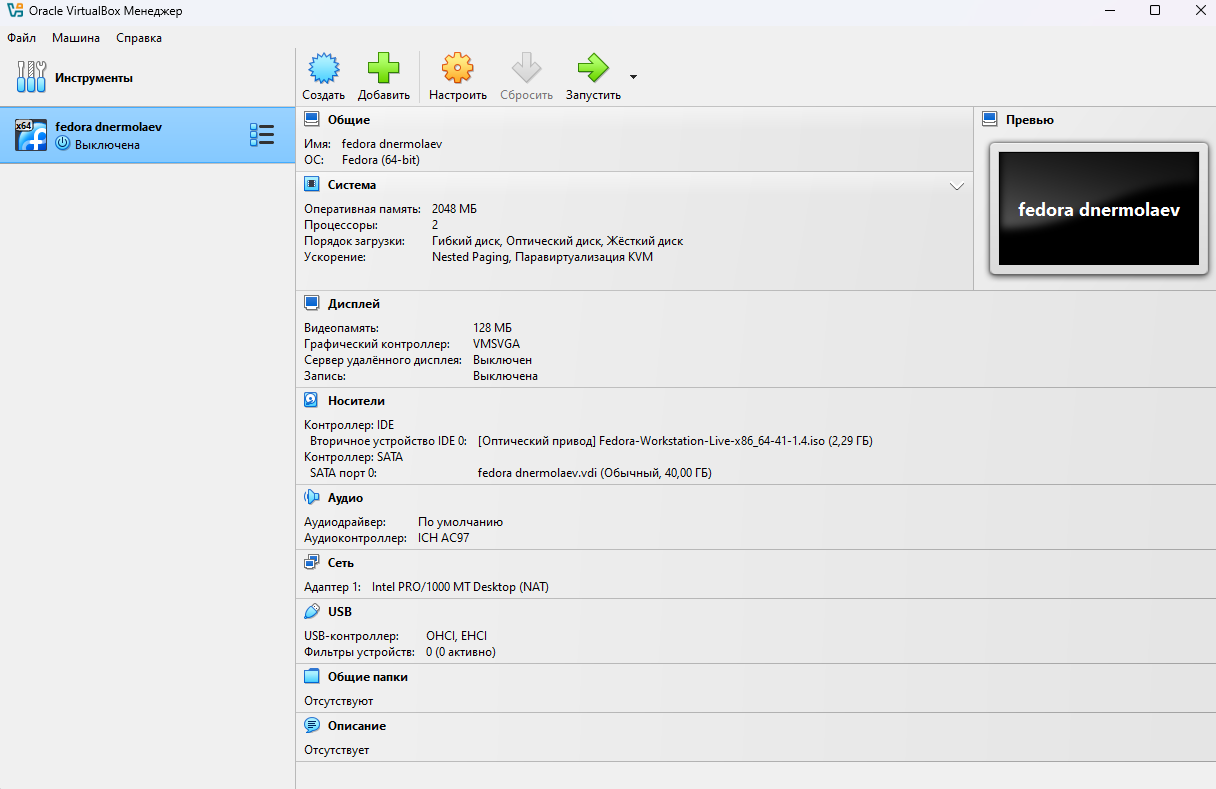 Oracle VirtualBox Менеджер
Файл Машина Справка
Инструменты
Создать Добавить Настроить Сбросить Запустить
x64
fedora dnermolaev
Выключена
Общие
Имя: fedora dnermolaev
ОС: Fedora (64-bit)
Превью
fedora dnermolaev
Система
Оперативная память: 2048 МБ
Процессоры: 2
Порядок загрузки: Гибкий диск, Оптический диск, Жёсткий диск
Ускорение: Nested Paging, Паравиртуализация KVM
Дисплей
Видеопамять: 128 МБ
Графический контроллер: VMSVGA
Сервер удалённого дисплея: Выключен
Запись: Выключена
Носители
Контроллер: IDE
Вторичное устройство IDE 0: [Оптический привод] Fedora-Workstation-Live-x86_64-41-1.4.iso (2,29 ГБ)
Контроллер: SATA
SATA порт 0: fedora dnermolaev.vdi (Обычный, 40,00 ГБ)
Аудио
Аудиодрайвер: По умолчанию
Аудиоконтроллер: ICH AC97
Сеть
Адаптер 1: Intel PRO/1000 MT Desktop (NAT)
USB
USB-контроллер: OHCI, EHCI
Фильтры устройств: 0 (0 активно)
Общие папки
Отсутствуют
Описание
Отсутствует